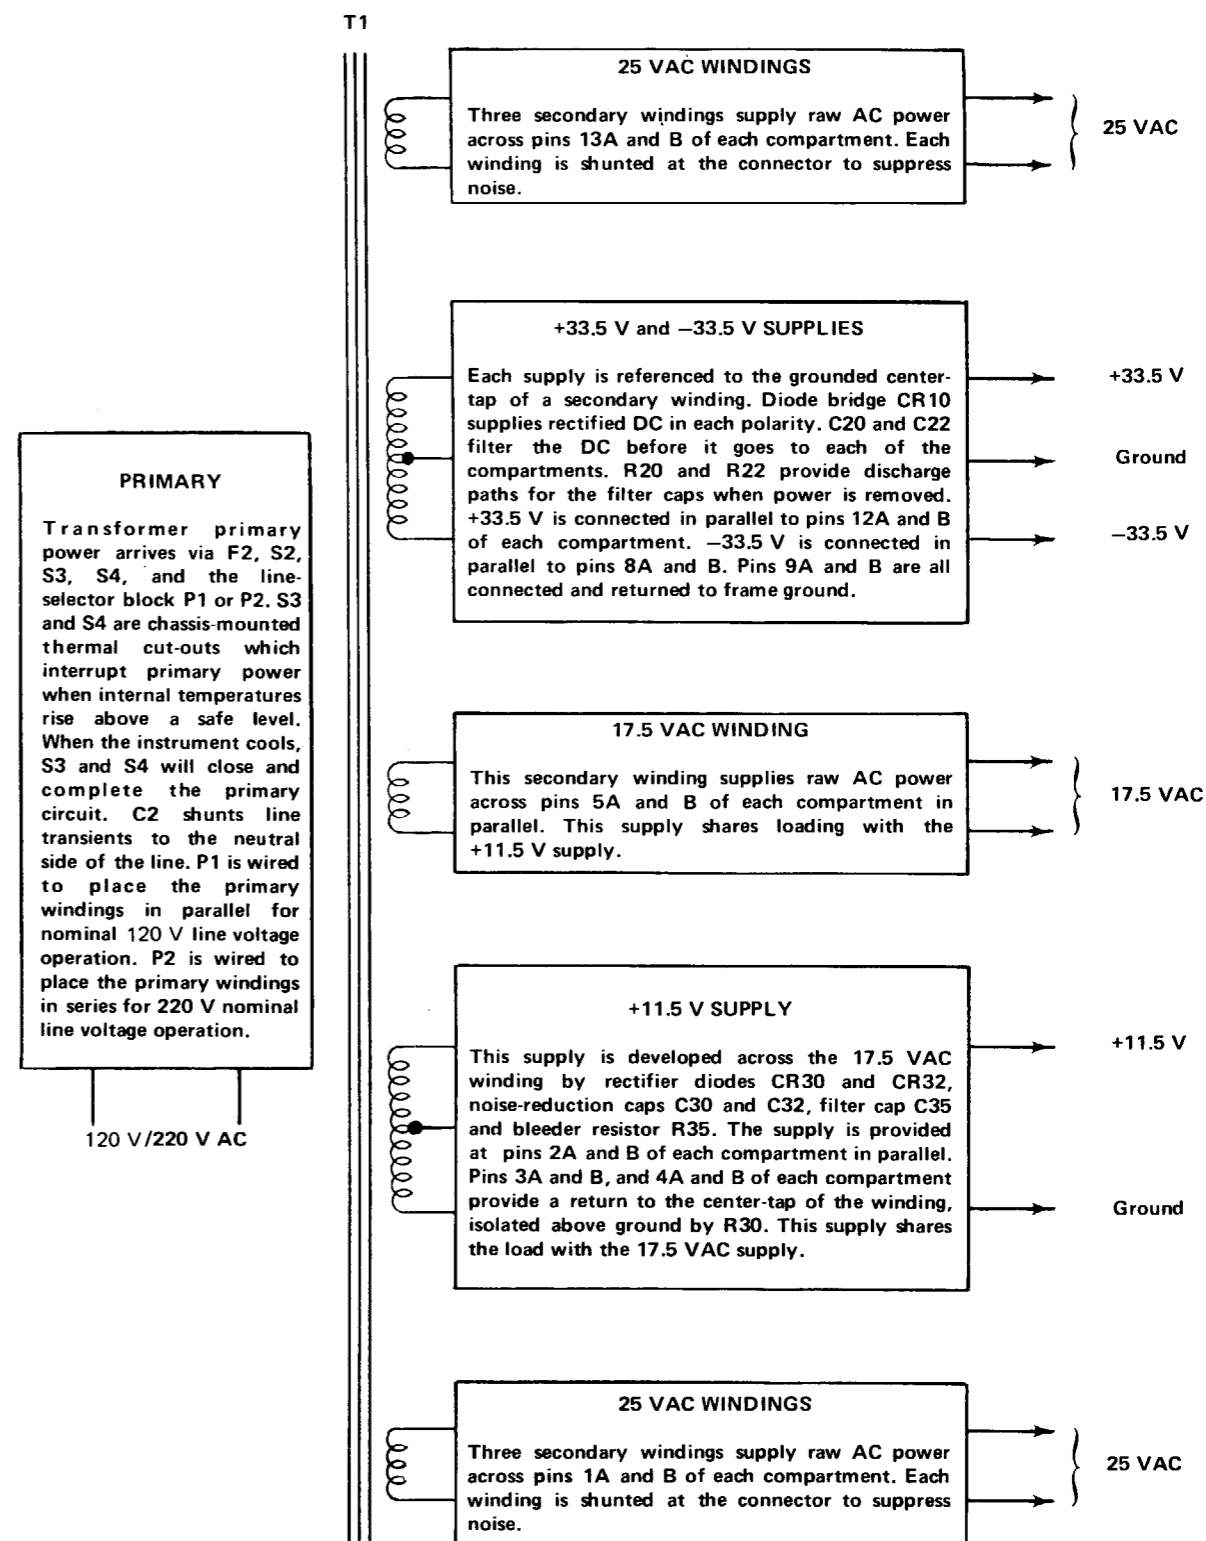 T1
25 VAC WINDINGS
Three secondary windings supply raw AC power
across pins 13A and B of each compartment. Each
winding is shunted at the connector to suppress
noise.
25 VAC
+33.5 V and —33.5 V SUPPLIES
Each supply is referenced to the grounded center-
tap of a secondary winding. Diode bridge CR10
supplies rectified DC in each polarity. C20 and C22
filter the DC before it goes to each of the
compartments. R20 and R22 provide discharge
paths for the filter caps when power is removed.
+33.5 V is connected in parallel to pins 12A and B
of each compartment. —33.5 V is connected in
parallel to pins 8A and B. Pins 9A and B are all
connected and returned to frame ground.
+33.5 V
Ground
—33.5 V
PRIMARY
Transformer primary
power arrives via F2, S2,
S3, S4, and the line-
selector block P1 or P2. S3
and S4 are chassis-mounted
thermal cut-outs which
interrupt primary power
when internal temperatures
rise above a safe level.
When the instrument cools,
S3 and S4 will close and
complete the primary
circuit. C2 shunts line
transients to the neutral
side of the line. P1 is wired
to place the primary
windings in parallel for
nominal 120 V line voltage
operation. P2 is wired to
place the primary windings
in series for 220 V nominal
line voltage operation.
120 V/220 V AC
17.5 VAC WINDING
This secondary winding supplies raw AC power
across pins 5A and B of each compartment in
parallel. This supply shares loading with the
+11.5 V supply.
17.5 VAC
+11.5 V SUPPLY
This supply is developed across the 17.5 VAC
winding by rectifier diodes CR30 and CR32,
noise-reduction caps C30 and C32, filter cap C35
and bleeder resistor R35. The supply is provided
at pins 2A and B of each compartment in parallel.
Pins 3A and B, and 4A and B of each compartment
provide a return to the center-tap of the winding,
isolated above ground by R30. This supply shares
the load with the 17.5 VAC supply.
+11.5 V
Ground
25 VAC WINDINGS
Three secondary windings supply raw AC power
across pins 1A and B of each compartment. Each
winding is shunted at the connector to suppress
noise.
25 VAC